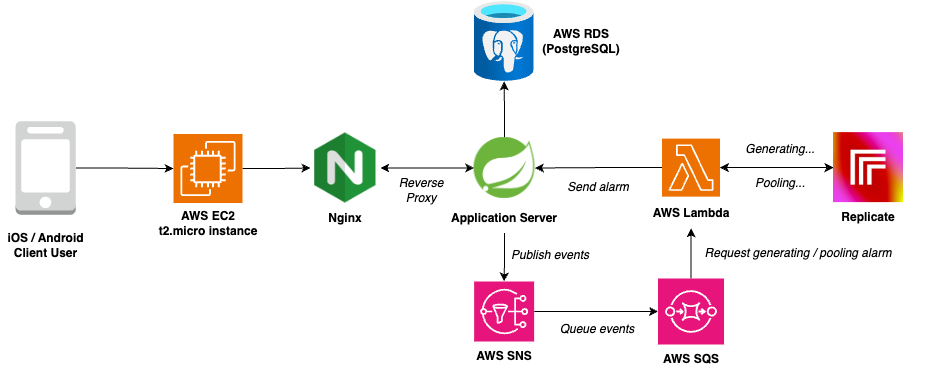 AWS RDS
(PostgreSQL)
iOS / Android
Client User
AWS EC2
t2.micro instance
Nginx
Reverse
Proxy
Application Server
Send alarm
AWS Lambda
Generating...
Pooling...
Replicate
Publish events
Request generating / pooling alarm
AWS SNS
Queue events
AWS SQS